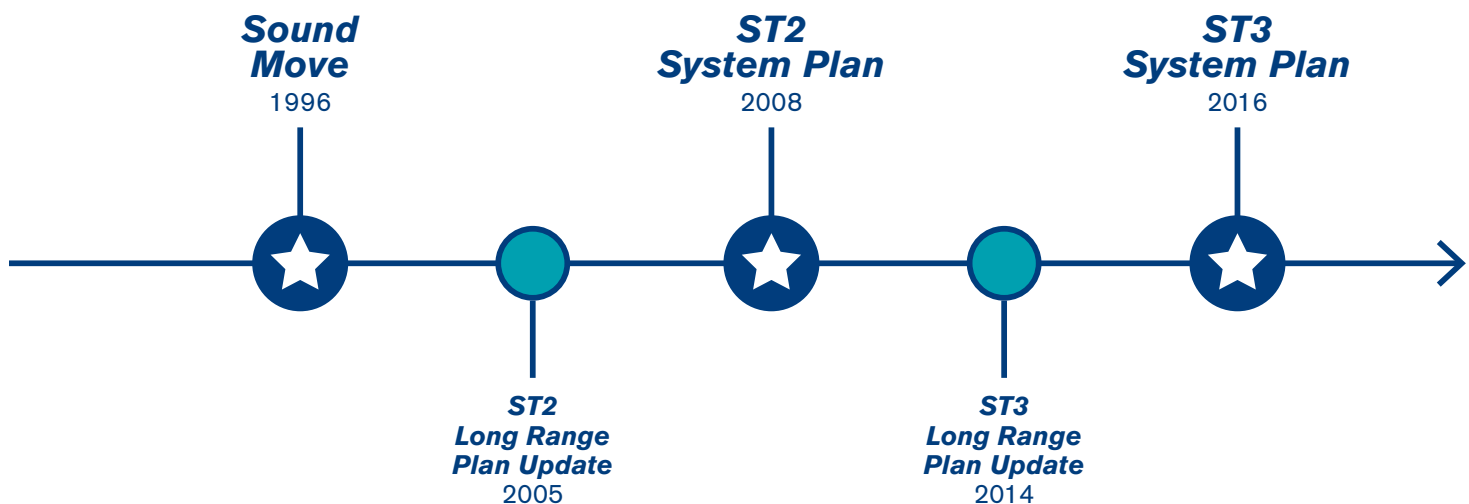 Sound
Move
1996
ST2
System Plan
2008
ST3
System Plan
2016
ST2
Long Range
Plan Update
2005
ST3
Long Range
Plan Update
2014